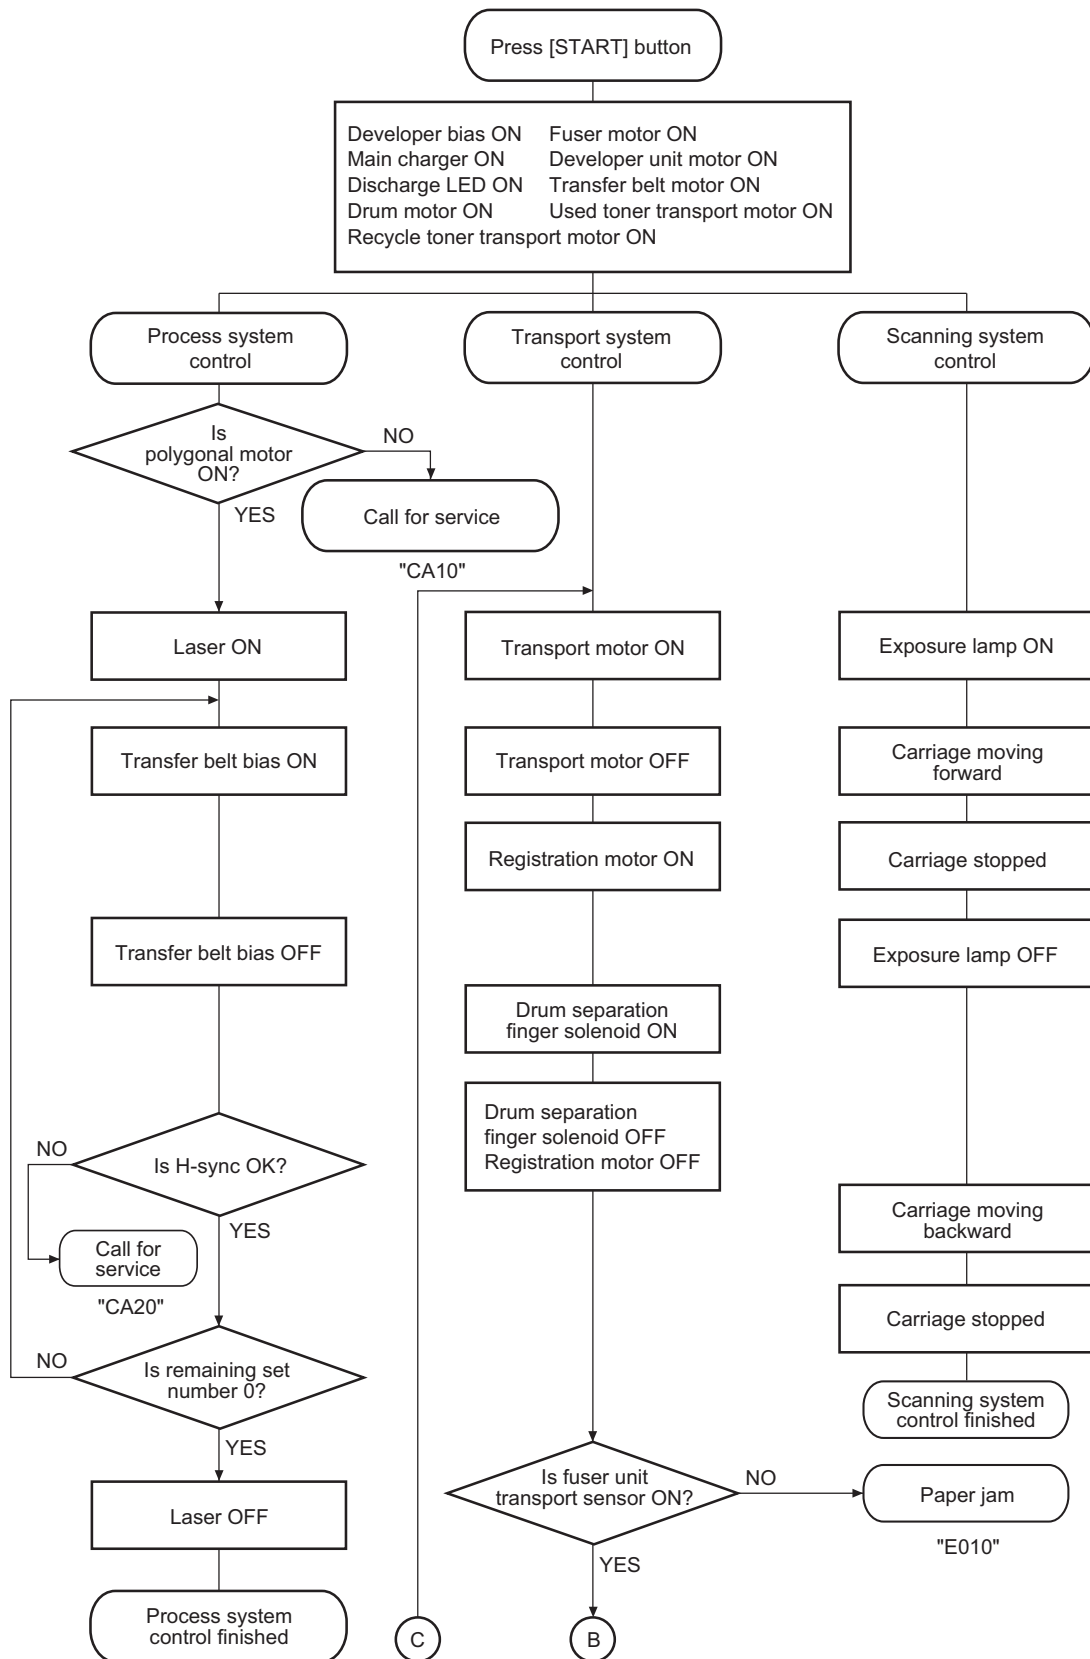 Press [START] button
Developer bias ON Fuser motor ON
Main charger ON Developer unit motor ON
Discharge LED ON Transfer belt motor ON
Drum motor ON Used toner transport motor ON
Recycle toner transport motor ON
Process system
control
Is
polygonal motor
ON?
NO
YES
Call for service
"CA10"
Laser ON
Transfer belt bias ON
Transfer belt bias OFF
Is H-sync OK?
NO
YES
Call for
service
"CA20"
Is remaining set
number 0?
NO
YES
Laser OFF
Process system
control finished
Transport system
control
Transport motor ON
Transport motor OFF
Registration motor ON
Drum separation
finger solenoid ON
Drum separation
finger solenoid OFF
Registration motor OFF
Is fuser unit
transport sensor ON?
NO
YES
Paper jam
"E010"
C
B
Scanning system
control
Exposure lamp ON
Carriage moving
forward
Carriage stopped
Exposure lamp OFF
Carriage moving
backward
Carriage stopped
Scanning system
control finished